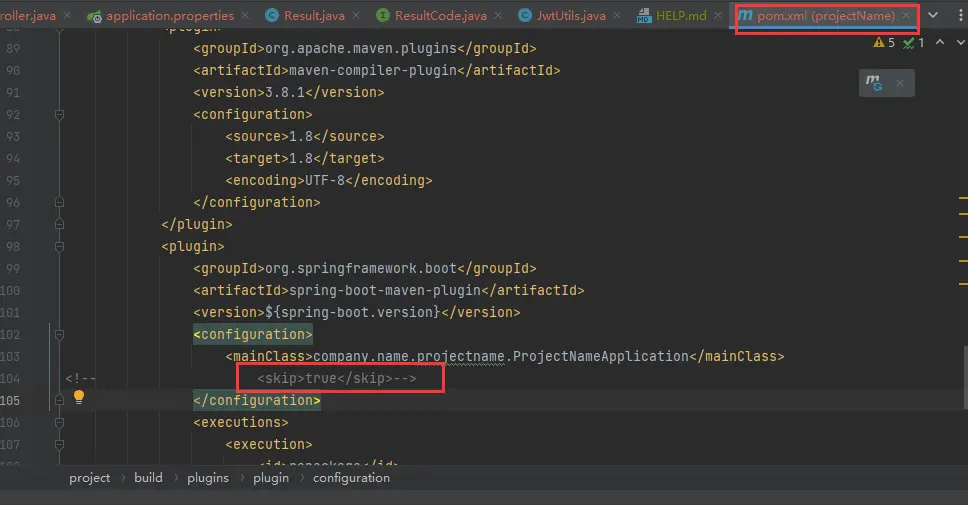 roller.java
application.properties
Result.java
ResultCode.java
JwtUtils.java
HELP.md
pom.xml (projectName)
5 1
89 <groupId>org.apache.maven.plugins</groupId>
90 <artifactId>maven-compiler-plugin</artifactId>
91 <version>3.8.1</version>
92 <configuration>
93 <source>1.8</source>
94 <target>1.8</target>
95 <encoding>UTF-8</encoding>
96 </configuration>
97 </plugin>
98 <plugin>
99 <groupId>org.springframework.boot</groupId>
100 <artifactId>spring-boot-maven-plugin</artifactId>
101 <version>${spring-boot.version}</version>
102 <configuration>
103 <mainClass>company.name.projectname.ProjectNameApplication</mainClass>
104 <!-- <skip>true</skip>-->
105 </configuration>
106 <executions>
107 <execution>
<id>repackage</id>
project > build > plugins > plugin > configuration